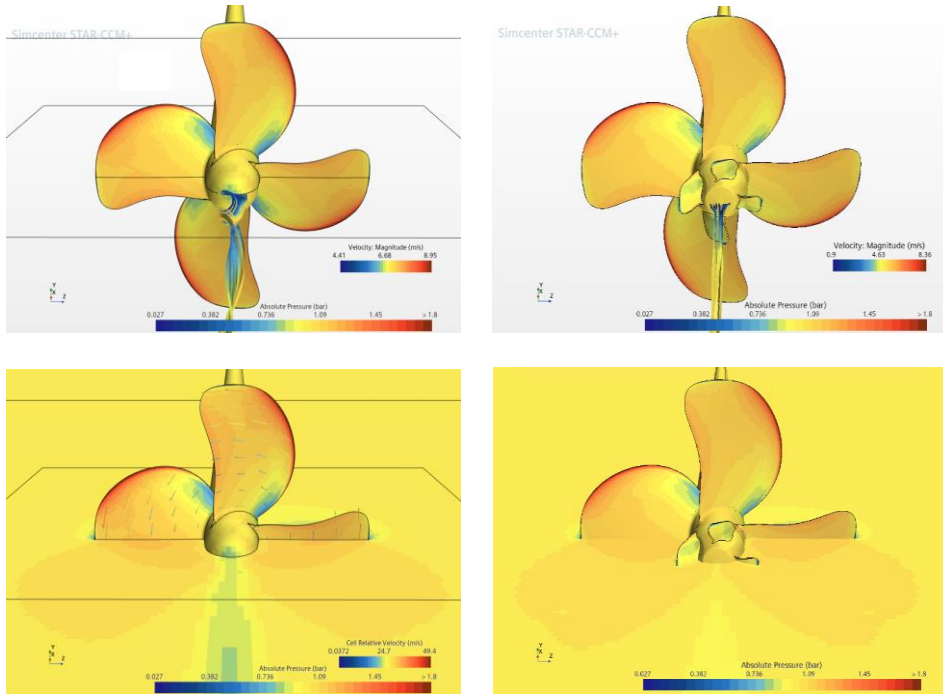 Simcenter STAR-CCM+
Velocity: Magnitude (m/s)
4.41 6.68 8.95
Y
X Z
Absolute Pressure (bar)
0.027 0.382 0.736 1.09 1.45 > 1.8
Simcenter STAR-CCM+
Velocity: Magnitude (m/s)
0.9 4.63 8.36
Y
X Z
Absolute Pressure (bar)
0.027 0.382 0.736 1.09 1.45 > 1.8
Y
X Z
Cell Relative Velocity (m/s)
0.0372 24.7 49.4
Absolute Pressure (bar)
0.027 0.382 0.736 1.09 1.45 > 1.8
Y
X Z
Absolute Pressure (bar)
0.027 0.382 0.736 1.09 1.45 > 1.8